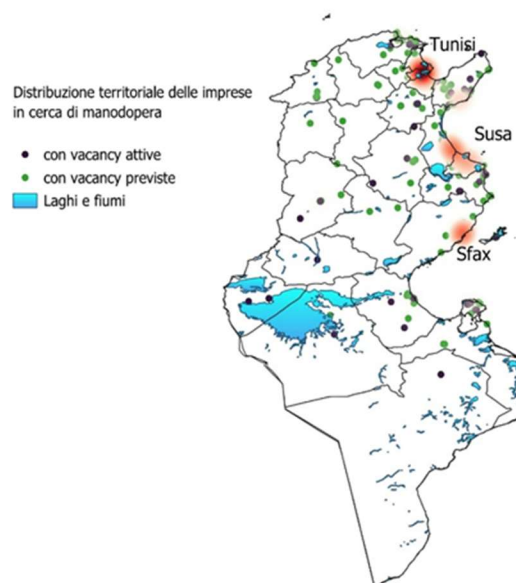 Tunisi
Distribuzione territoriale delle imprese
in cerca di manodopera
Susa
con vacancy attive
con vacancy previste
Laghi e fiumi
Sfax